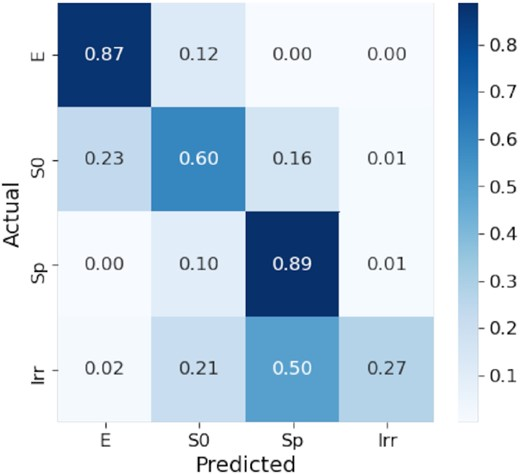 E 0.87 0.12 0.00 0.00
S0 0.23 0.60 0.16 0.01
Sp 0.00 0.10 0.89 0.01
Irr 0.02 0.21 0.50 0.27
E S0 Sp Irr
Predicted
Actual
0.8
0.7
0.6
0.5
0.4
0.3
0.2
0.1